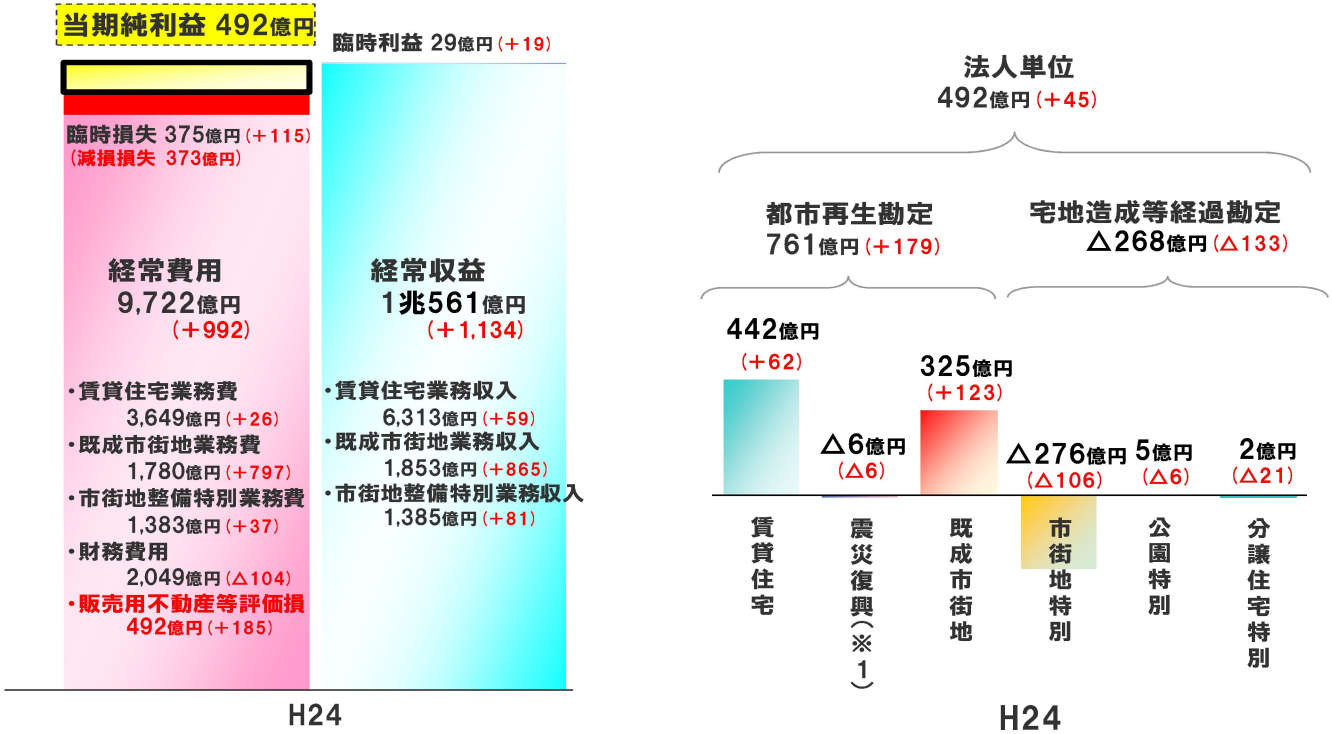 当期純利益 492億円
臨時利益 29億円(+19)
臨時損失 375億円(+115)
(減損損失 373億円)
経常費用
9,722億円
(+992)
・賃貸住宅業務費
3,649億円(+26)
・既成市街地業務費
1,780億円(+797)
・市街地整備特別業務費
1,383億円(+37)
・財務費用
2,049億円(△104)
・販売用不動産等評価損
492億円(+185)
経常収益
1兆561億円
(+1,134)
・賃貸住宅業務収入
6,313億円(+59)
・既成市街地業務収入
1,853億円(+865)
・市街地整備特別業務収入
1,385億円(+81)
H24
法人単位
492億円(+45)
都市再生勘定
761億円(+179)
宅地造成等経過勘定
△268億円(△133)
442億円
(+62)
△6億円
(△6)
325億円
(+123)
△276億円
(△106)
5億円
(△6)
2億円
(△21)
賃貸住宅
震災復興(※1)
既成市街地
市街地特別
公園特別
分譲住宅特別
H24